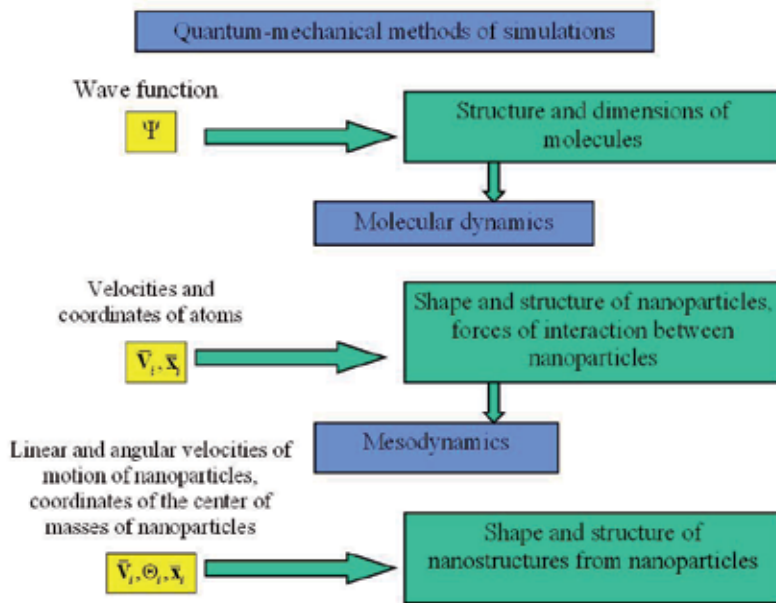 Quantum-mechanical methods of simulations
Wave function
Ψ
Structure and dimensions of
molecules
Molecular dynamics
Velocities and
coordinates of atoms
V̄ᵢ, x̄ᵢ
Shape and structure of nanoparticles,
forces of interaction between
nanoparticles
Mesodynamics
Linear and angular velocities of
motion of nanoparticles,
coordinates of the center of
masses of nanoparticles
V̄ᵢ, Θᵢ, x̄ᵢ
Shape and structure of
nanostructures from nanoparticles